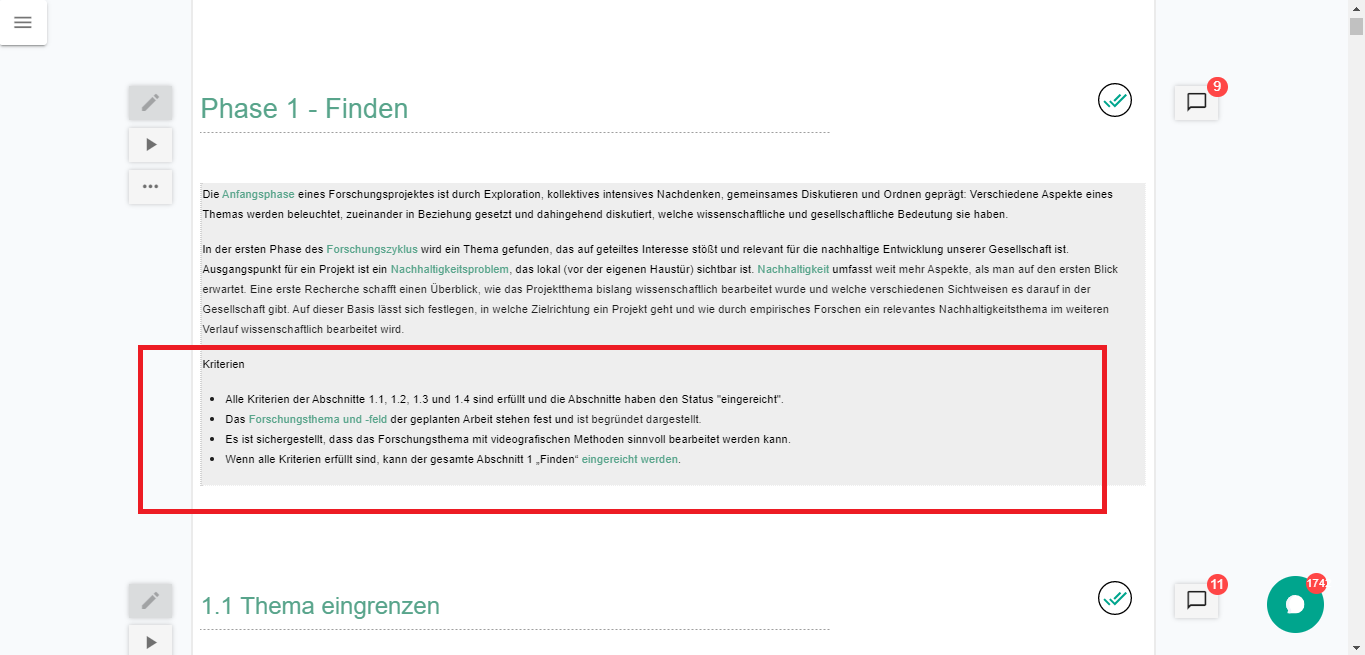 9
Phase 1 - Finden
Die Anfangsphase eines Forschungsprojektes ist durch Exploration, kollektives intensives Nachdenken, gemeinsames Diskutieren und Ordnen geprägt: Verschiedene Aspekte eines
Themas werden beleuchtet, zueinander in Beziehung gesetzt und dahingehend diskutiert, welche wissenschaftliche und gesellschaftliche Bedeutung sie haben.
In der ersten Phase des Forschungszyklus wird ein Thema gefunden, das auf geteiltes Interesse stößt und relevant für die nachhaltige Entwicklung unserer Gesellschaft ist.
Ausgangspunkt für ein Projekt ist ein Nachhaltigkeitsproblem, das lokal (vor der eigenen Haustür) sichtbar ist. Nachhaltigkeit umfasst weit mehr Aspekte, als man auf den ersten Blick
erwartet. Eine erste Recherche schafft einen Überblick, wie das Projektthema bislang wissenschaftlich bearbeitet wurde und welche verschiedenen Sichtweisen es darauf in der
Gesellschaft gibt. Auf dieser Basis lässt sich festlegen, in welche Zielrichtung ein Projekt geht und wie durch empirisches Forschen ein relevantes Nachhaltigkeitsthema im weiteren
Verlauf wissenschaftlich bearbeitet wird.
Kriterien
• Alle Kriterien der Abschnitte 1.1, 1.2, 1.3 und 1.4 sind erfüllt und die Abschnitte haben den Status "eingereicht".
• Das Forschungsthema und -feld der geplanten Arbeit stehen fest und ist begründet dargestellt.
• Es ist sichergestellt, dass das Forschungsthema mit videografischen Methoden sinnvoll bearbeitet werden kann.
• Wenn alle Kriterien erfüllt sind, kann der gesamte Abschnitt 1 „Finden“ eingereicht werden.
1.1 Thema eingrenzen
11